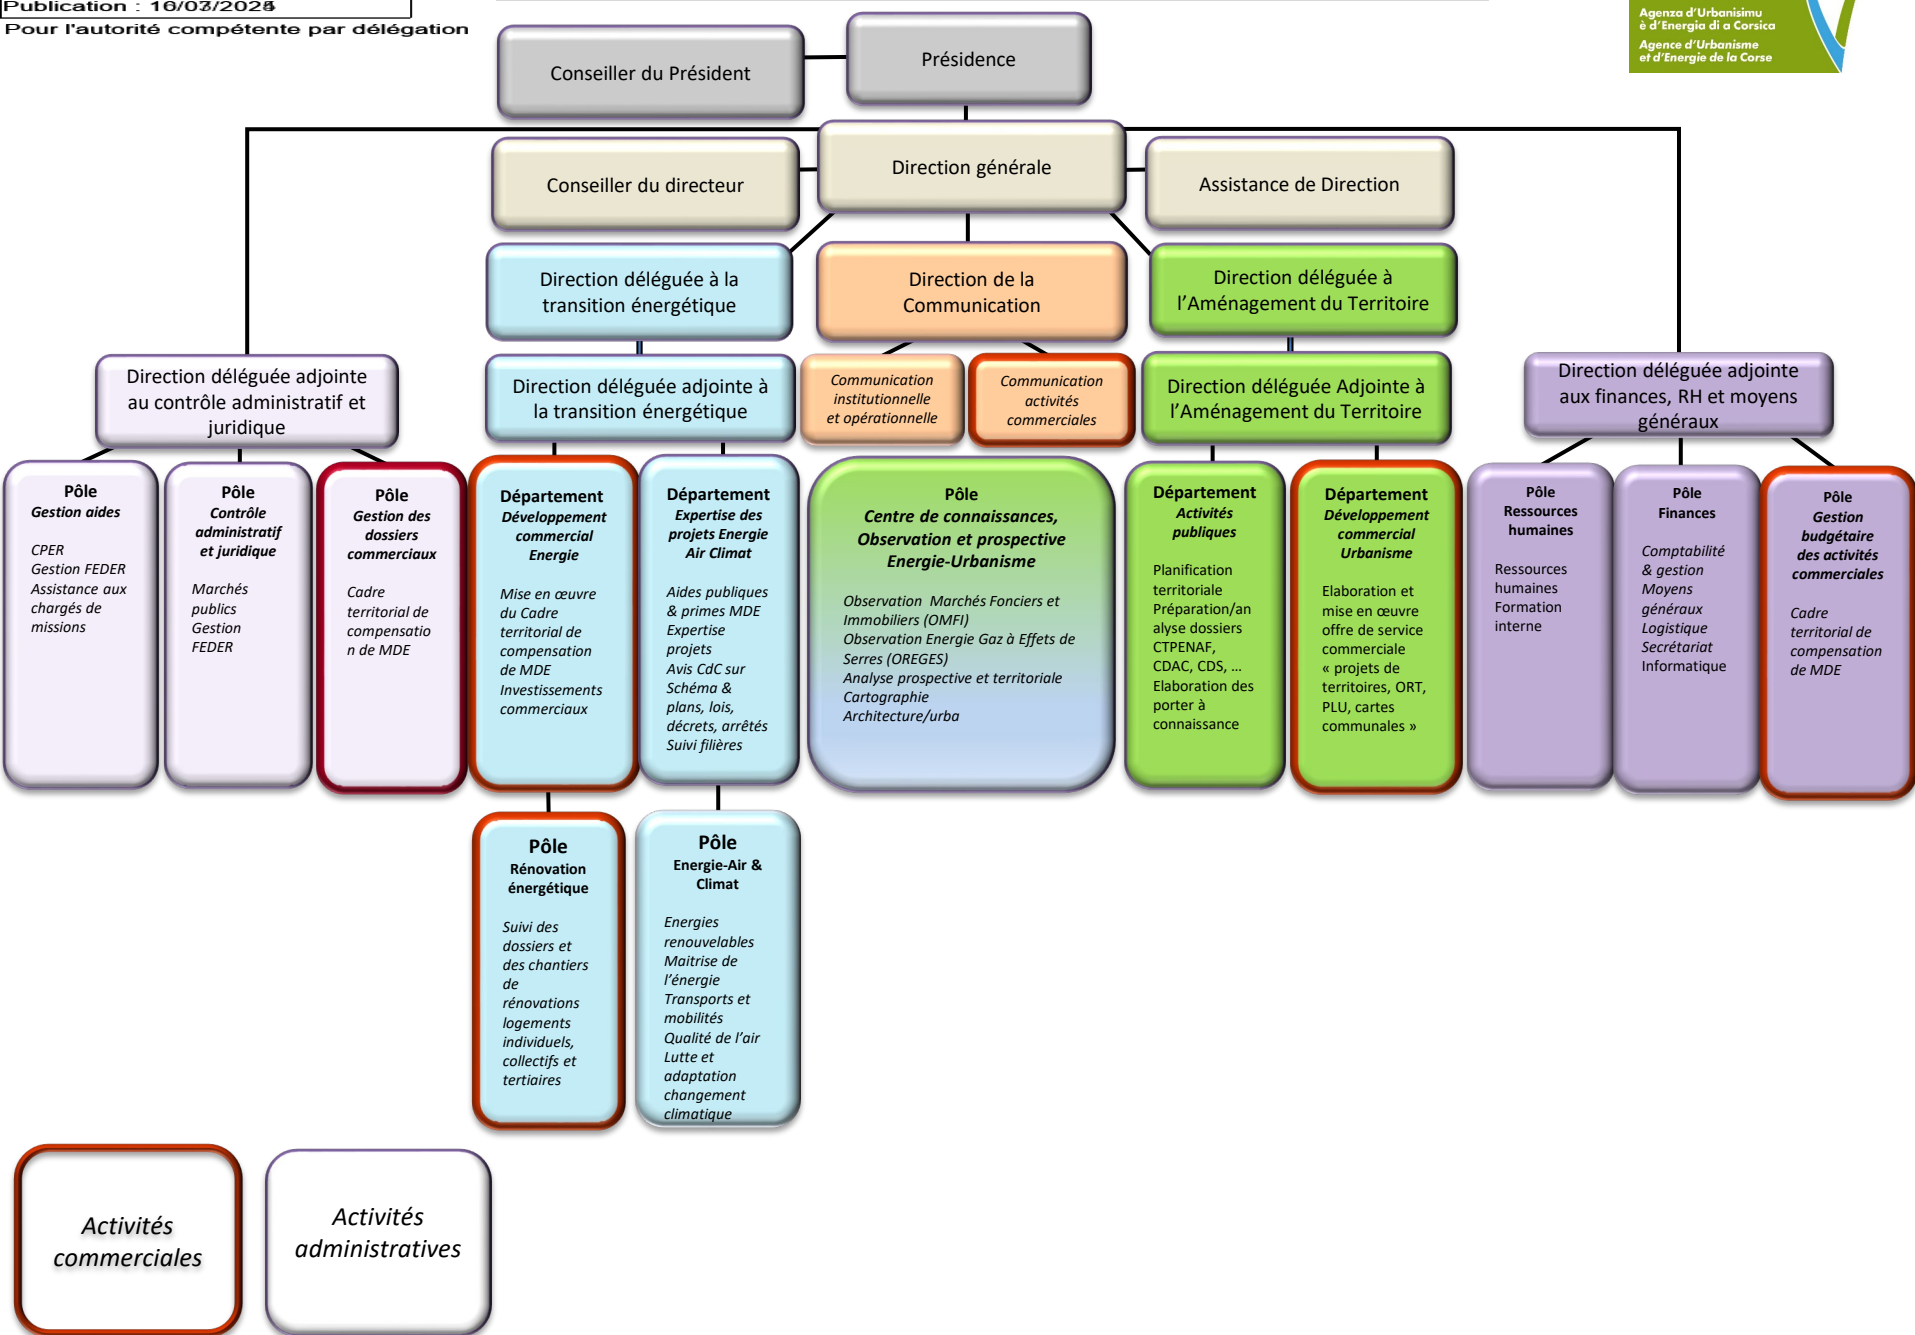 Publication :
Pour l'autorité compétente par délégation
Agenza d'Urbanisimu
è d'Energia di a Corsica
Agence d'Urbanisme
et d'Energie de la Corse
Conseiller du Président
Présidence
Direction générale
Conseiller du directeur
Assistance de Direction
Direction déléguée à la
transition énergétique
Direction de la
Communication
Direction déléguée à
l'Aménagement du Territoire
Direction déléguée adjointe
au contrôle administratif et
juridique
Direction déléguée adjointe à
la transition énergétique
Communication
institutionnelle
et opérationnelle
Communication
activités
commerciales
Direction déléguée Adjointe à
l'Aménagement du Territoire
Direction déléguée adjointe
aux finances, RH et moyens
généraux
Pôle
Gestion aides
CPER
Gestion FEDER
Assistance aux
chargés de
missions
Pôle
Contrôle
administratif
et juridique
Marchés
publics
Gestion
FEDER
Pôle
Gestion des
dossiers
commerciaux
Cadre
territorial de
compensatio
n de MDE
Département
Développement
commercial
Energie
Mise en œuvre
du Cadre
territorial de
compensation
de MDE
Investissements
commerciaux
Département
Expertise des
projets Energie
Air Climat
Aides publiques
& primes MDE
Expertise
projets
Avis CdC sur
Schéma &
plans, lois,
décrets, arrêtés
Suivi filières
Pôle
Centre de connaissances,
Observation et prospective
Energie-Urbanisme
Observation  Marchés Fonciers et
Immobiliers (OMFI)
Observation Energie Gaz à Effets de
Serres (OREGES)
Analyse prospective et territoriale
Cartographie
Architecture/urba
Département
Activités
publiques
Planification
territoriale
Préparation/an
alyse dossiers
CTPENAF,
CDAC, CDS, ...
Elaboration des
porter à
connaissance
Département
Développement
commercial
Urbanisme
Elaboration et
mise en œuvre
offre de service
commerciale
« projets de
territoires, ORT,
PLU, cartes
communales »
Pôle
Ressources
humaines
Ressources
humaines
Formation
interne
Pôle
Finances
Comptabilité
& gestion
Moyens
généraux
Logistique
Secrétariat
Informatique
Pôle
Gestion
budgétaire
des activités
commerciales
Cadre
territorial de
compensation
de MDE
Pôle
Rénovation
énergétique
Suivi des
dossiers et
des chantiers
de
rénovations
logements
individuels,
collectifs et
tertiaires
Pôle
Energie-Air &
Climat
Energies
renouvelables
Maitrise de
l'énergie
Transports et
mobilités
Qualité de l'air
Lutte et
adaptation
changement
climatique
Activités
commerciales
Activités
administratives